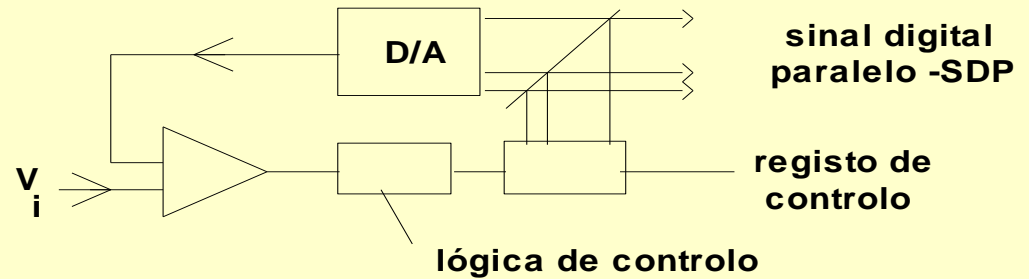 D/A
sinal digital
paralelo -SDP
V
i
registo de
controlo
lógica de controlo